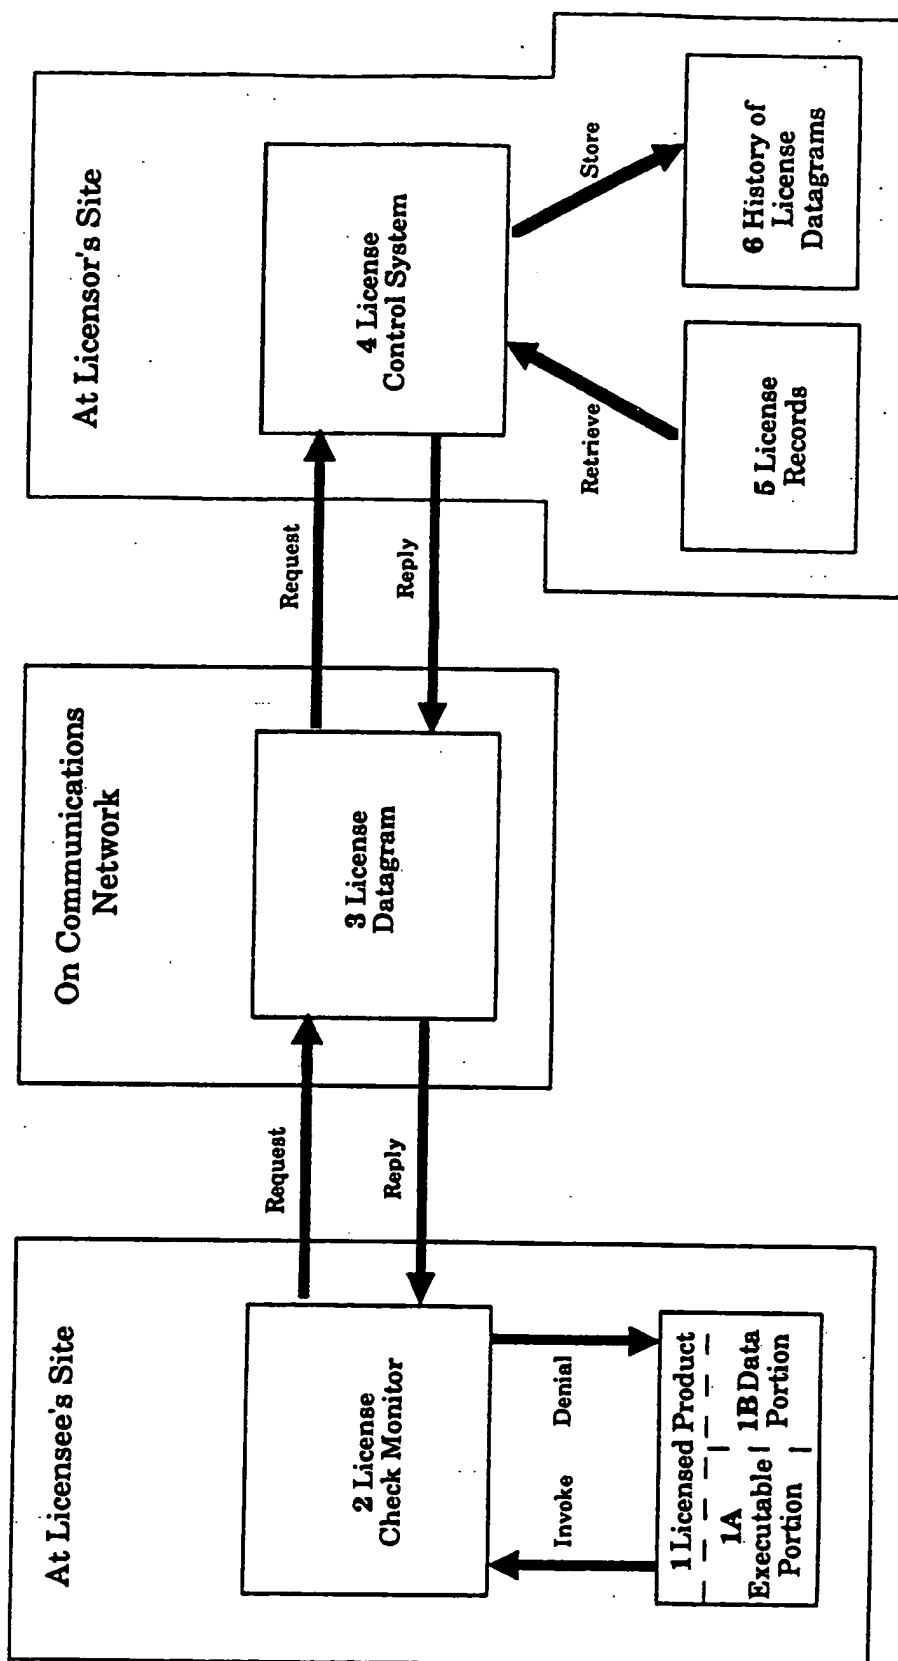 At Licensee's Site
2 License
Check Monitor
Invoke
Denial
1 Licensed Product
1A
Executable
Portion
1B Data
Portion
Request
Reply
On Communications
Network
3 License
Datagram
Request
Reply
At Licensor's Site
4 License
Control System
Retrieve
Store
5 License
Records
6 History of
License
Datagrams